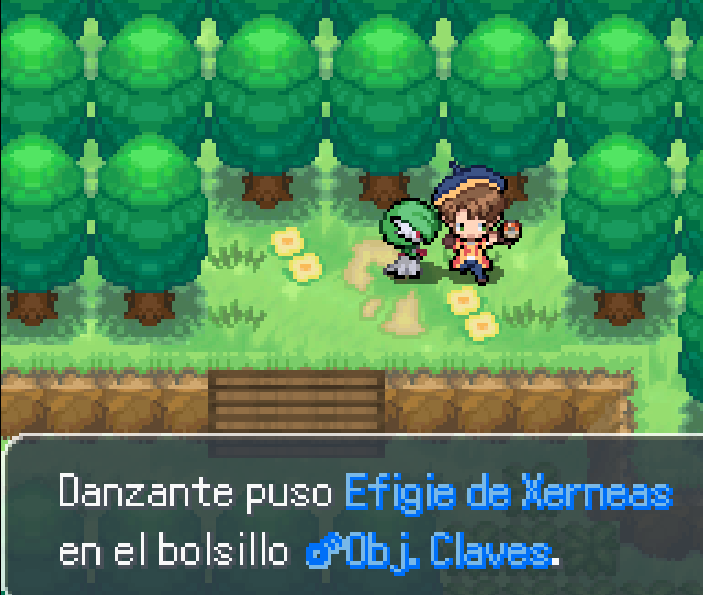 Danzante puso Efigie de Xerneas
en el bolsillo Obj. Claves.